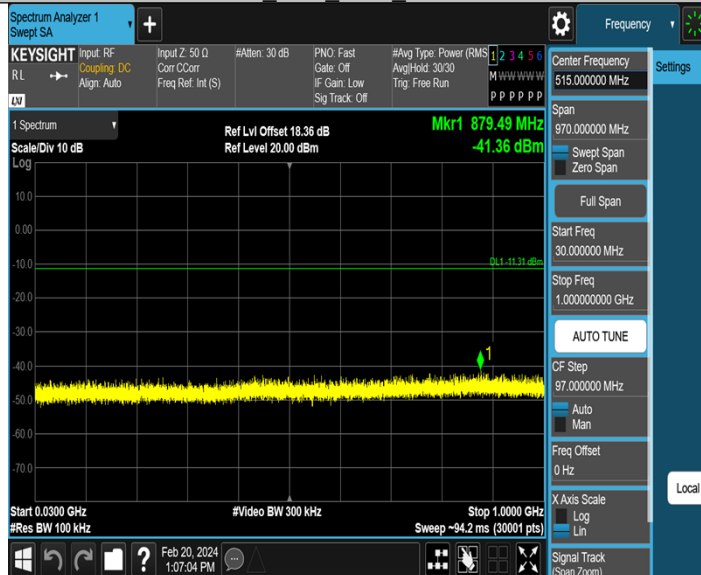 Spectrum Analyzer 1
Swept SA
+
Frequency
KEYSIGHT
RL
LXI
Input: RF
Coupling: DC
Align: Auto
Input Z: 50 Ω
Corr CCorr
Freq Ref: Int (S)
#Atten: 30 dB
PNO: Fast
Gate: Off
IF Gain: Low
Sig Track: Off
#Avg Type: Power (RMS
Avg|Hold: 30/30
Trig: Free Run
1 2 3 4 5 6
M W W W W W
P P P P P P
1 Spectrum
Scale/Div 10 dB
Log
Ref Lvl Offset 18.36 dB
Ref Level 20.00 dBm
Mkr1 879.49 MHz
-41.36 dBm
10.0
0.00
-10.0
DL1 -11.31 dBm
-20.0
-30.0
-40.0
1
-50.0
-60.0
-70.0
Start 0.0300 GHz
#Res BW 100 kHz
#Video BW 300 kHz
Stop 1.0000 GHz
Sweep ~94.2 ms (30001 pts)
?
Feb 20, 2024
1:07:04 PM
Center Frequency
515.000000 MHz
Span
970.000000 MHz
Swept Span
Zero Span
Full Span
Start Freq
30.000000 MHz
Stop Freq
1.000000000 GHz
AUTO TUNE
CF Step
97.000000 MHz
Auto
Man
Freq Offset
0 Hz
X Axis Scale
Log
Lin
Signal Track
(Span Zoom)
Settings
Local